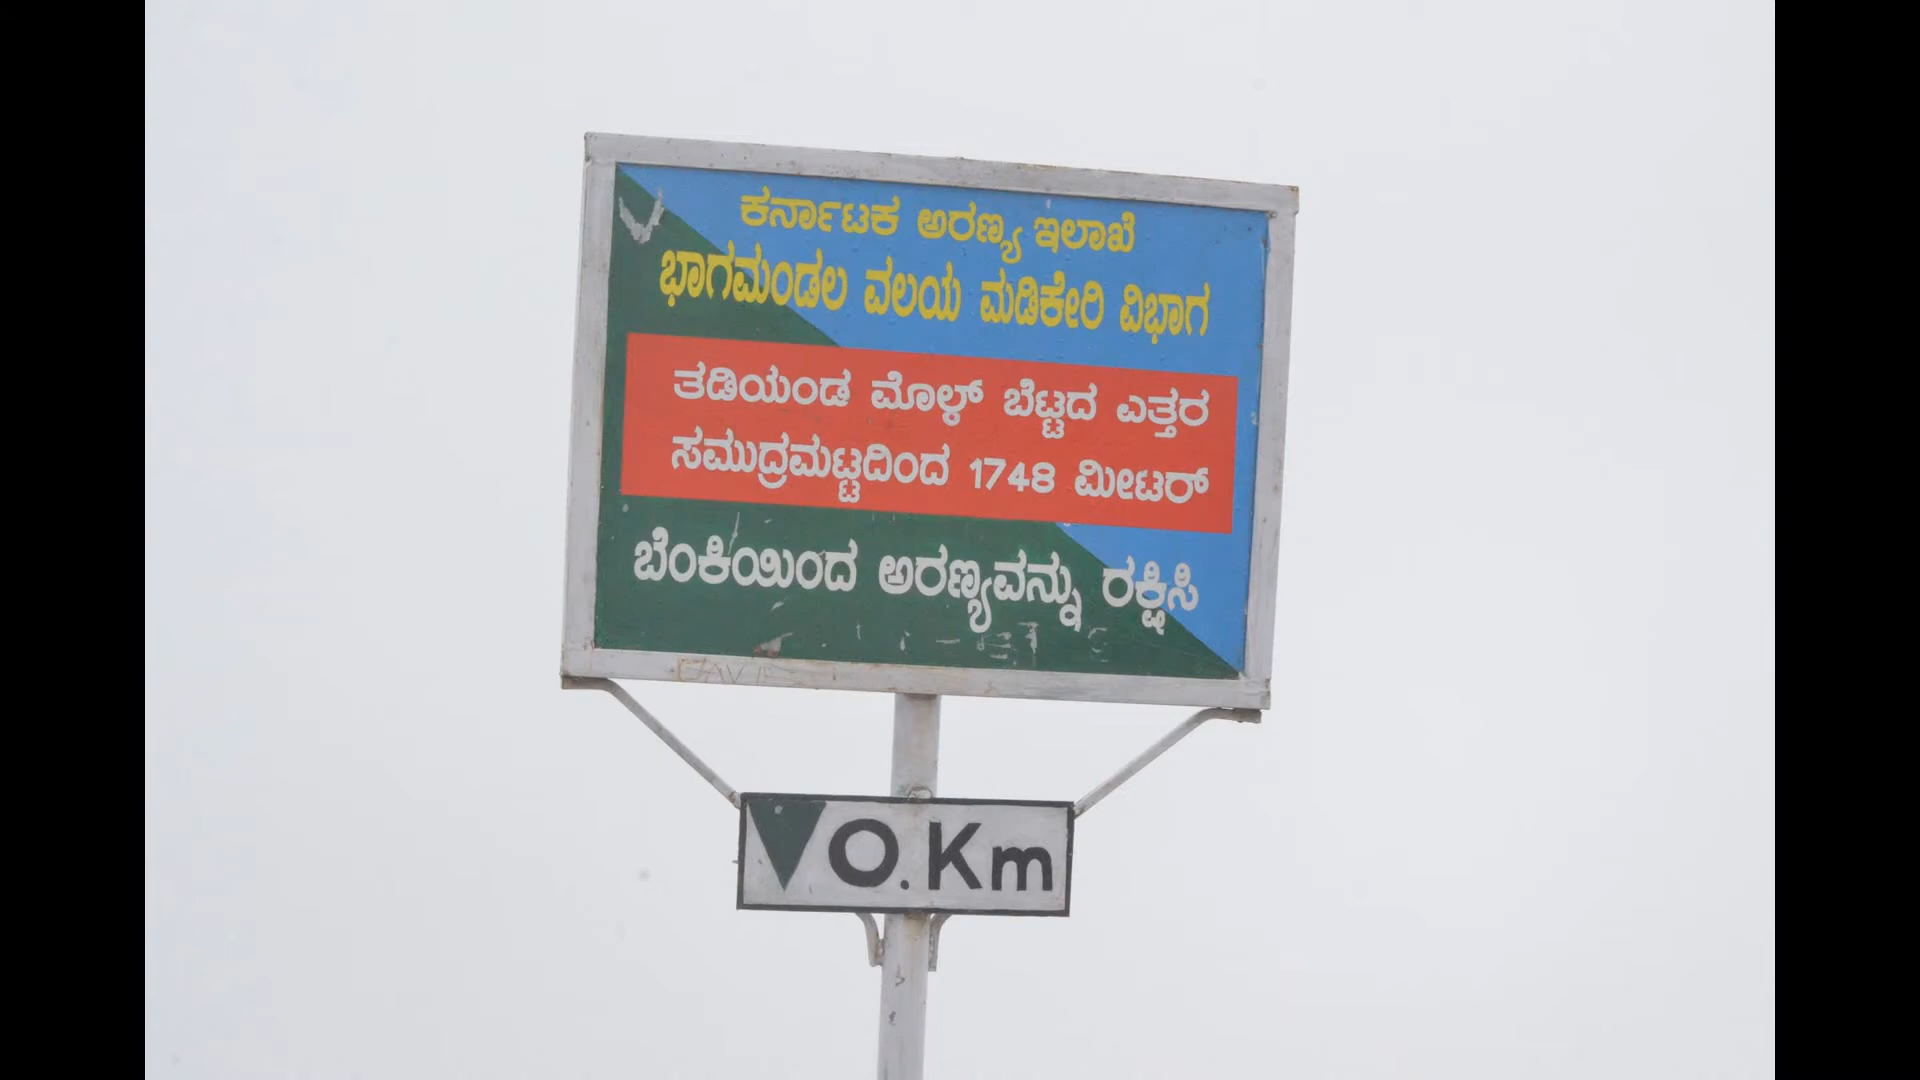 ಕರ್ನಾಟಕ ಅರಣ್ಯ ಇಲಾಖೆ
ಭಾಗಮಂಡಲ ವಲಯ ಮಡಿಕೇರಿ ವಿಭಾಗ
ತಡಿಯಂಡ ಮೊಲ್ ಬೆಟ್ಟದ ಎತ್ತರ
ಸಮುದ್ರಮಟ್ಟದಿಂದ 1748 ಮೀಟರ್
ಬೆಂಕಿಯಿಂದ ಅರಣ್ಯವನ್ನು ರಕ್ಷಿಸಿ
0.Km